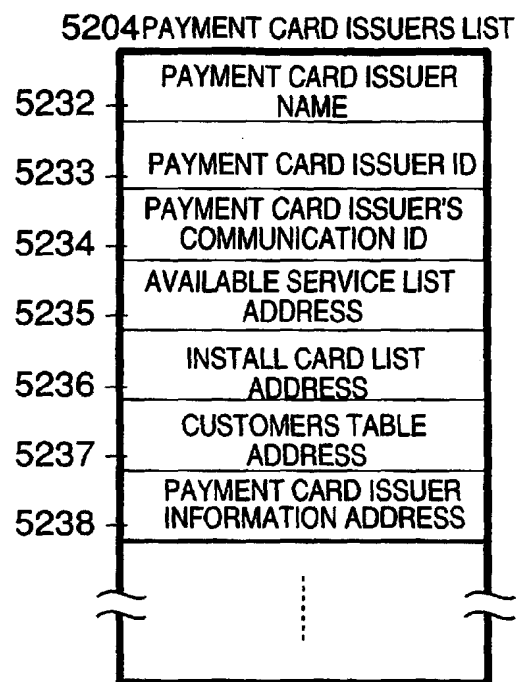 5204 PAYMENT CARD ISSUERS LIST
PAYMENT CARD ISSUER
5232 NAME
5233 PAYMENT CARD ISSUER ID
PAYMENT CARD ISSUER'S
5234 COMMUNICATION ID
AVAILABLE SERVICE LIST
5235 ADDRESS
INSTALL CARD LIST
5236 ADDRESS
CUSTOMERS TABLE
5237 ADDRESS
PAYMENT CARD ISSUER
5238 INFORMATION ADDRESS